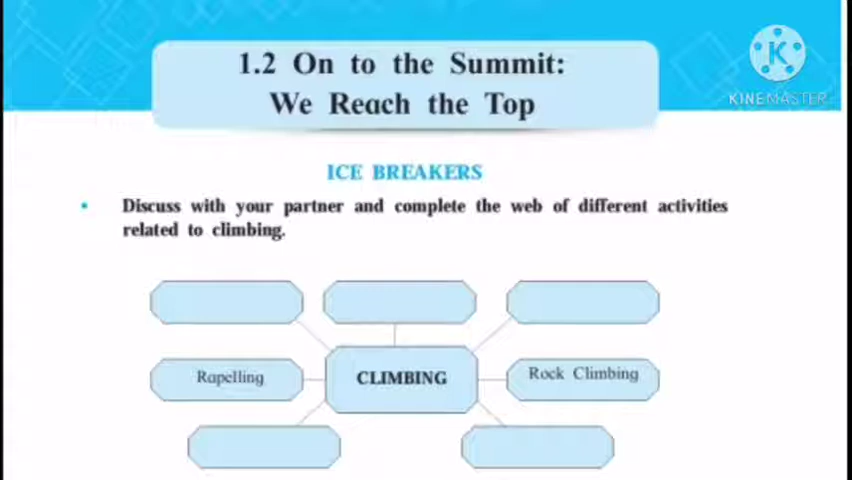 1.2 On to the Summit:
We Reach the Top
K
KINEMASTER
ICE BREAKERS
• Discuss with your partner and complete the web of different activities
related to climbing.
Rapelling
CLIMBING
Rock Climbing